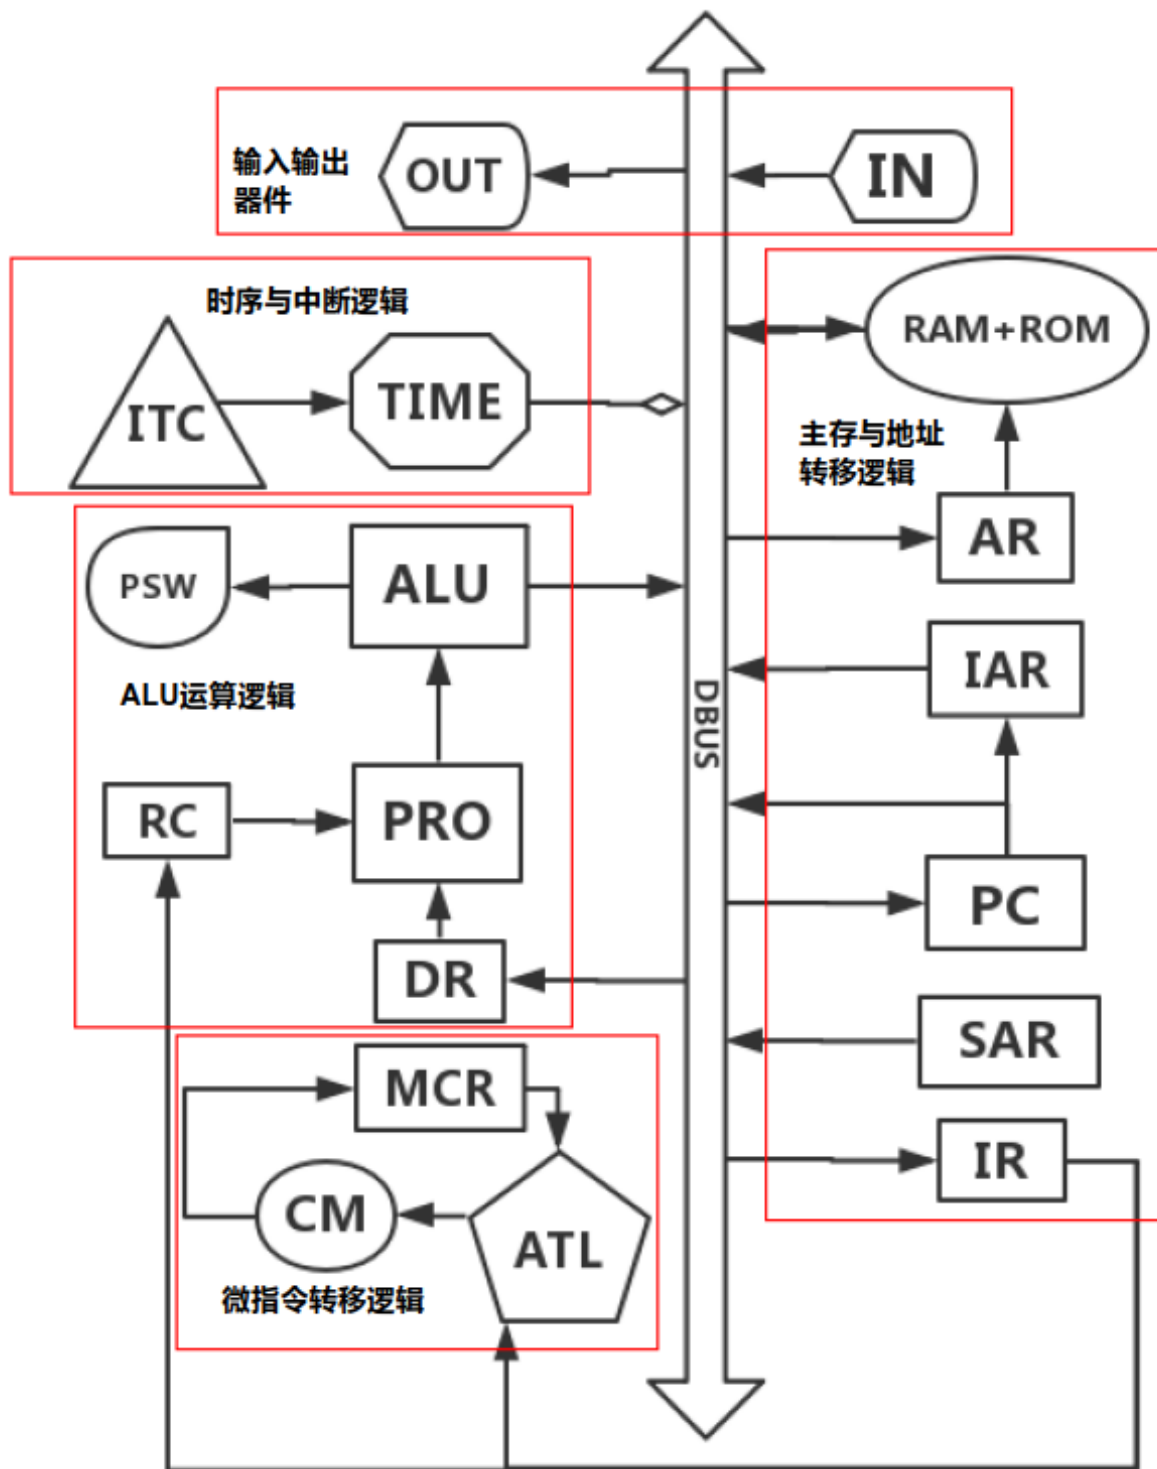 输入输出
器件
OUT
IN
时序与中断逻辑
ITC
TIME
RAM+ROM
主存与地址
转移逻辑
AR
PSW
ALU
IAR
ALU运算逻辑
DBUS
RC
PRO
PC
DR
SAR
MCR
IR
CM
ATL
微指令转移逻辑